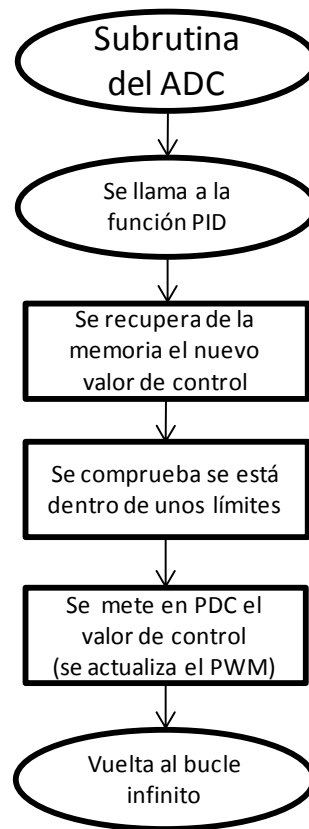 Subrutina
del ADC
Se llama a la
función PID
Se recupera de la
memoria el nuevo
valor de control
Se comprueba se está
dentro de unos límites
Se mete en PDC el
valor de control
(se actualiza el PWM)
Vuelta al bucle
infinito